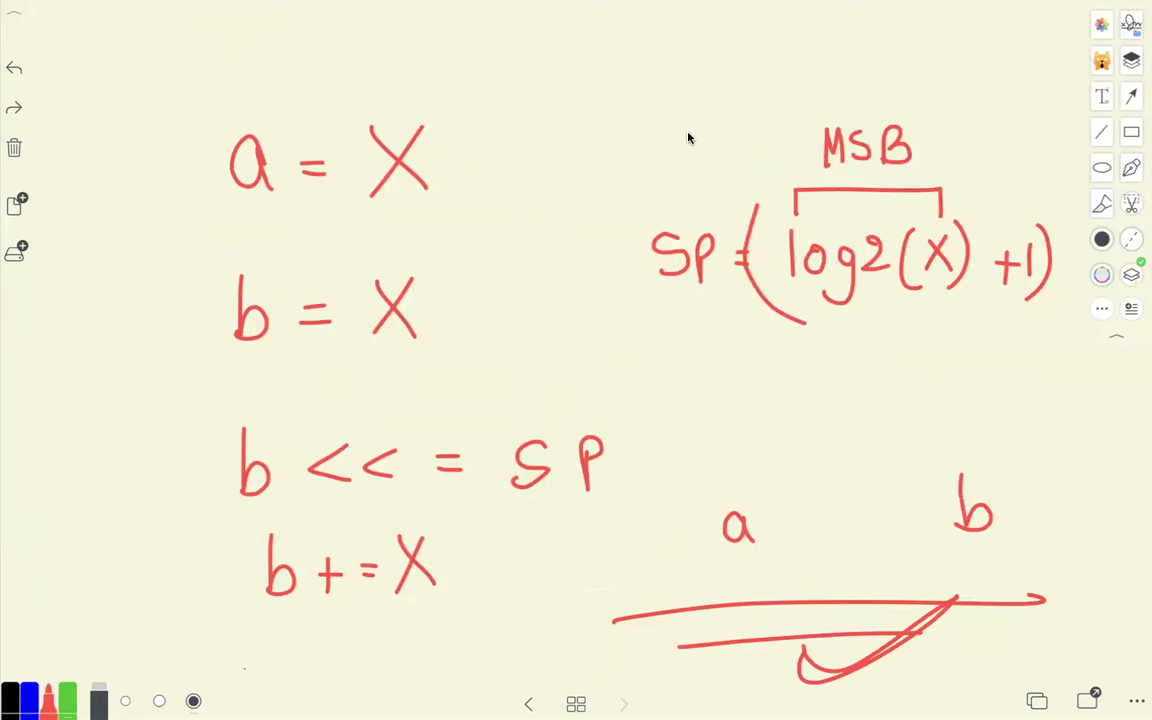 a = X
MSB
SP = (log2(X) +1)
b = X
b <<= SP
b += X
a b